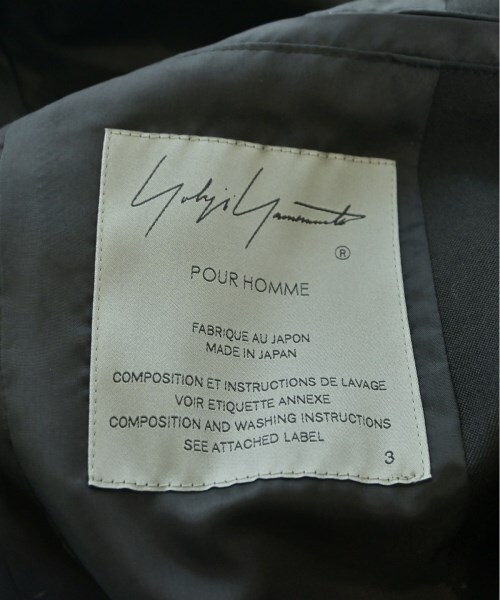 Yohji Yamamoto
®
POUR HOMME
FABRIQUE AU JAPON
MADE IN JAPAN
COMPOSITION ET INSTRUCTIONS DE LAVAGE
VOIR ETIQUETTE ANNEXE
COMPOSITION AND WASHING INSTRUCTIONS
SEE ATTACHED LABEL
3